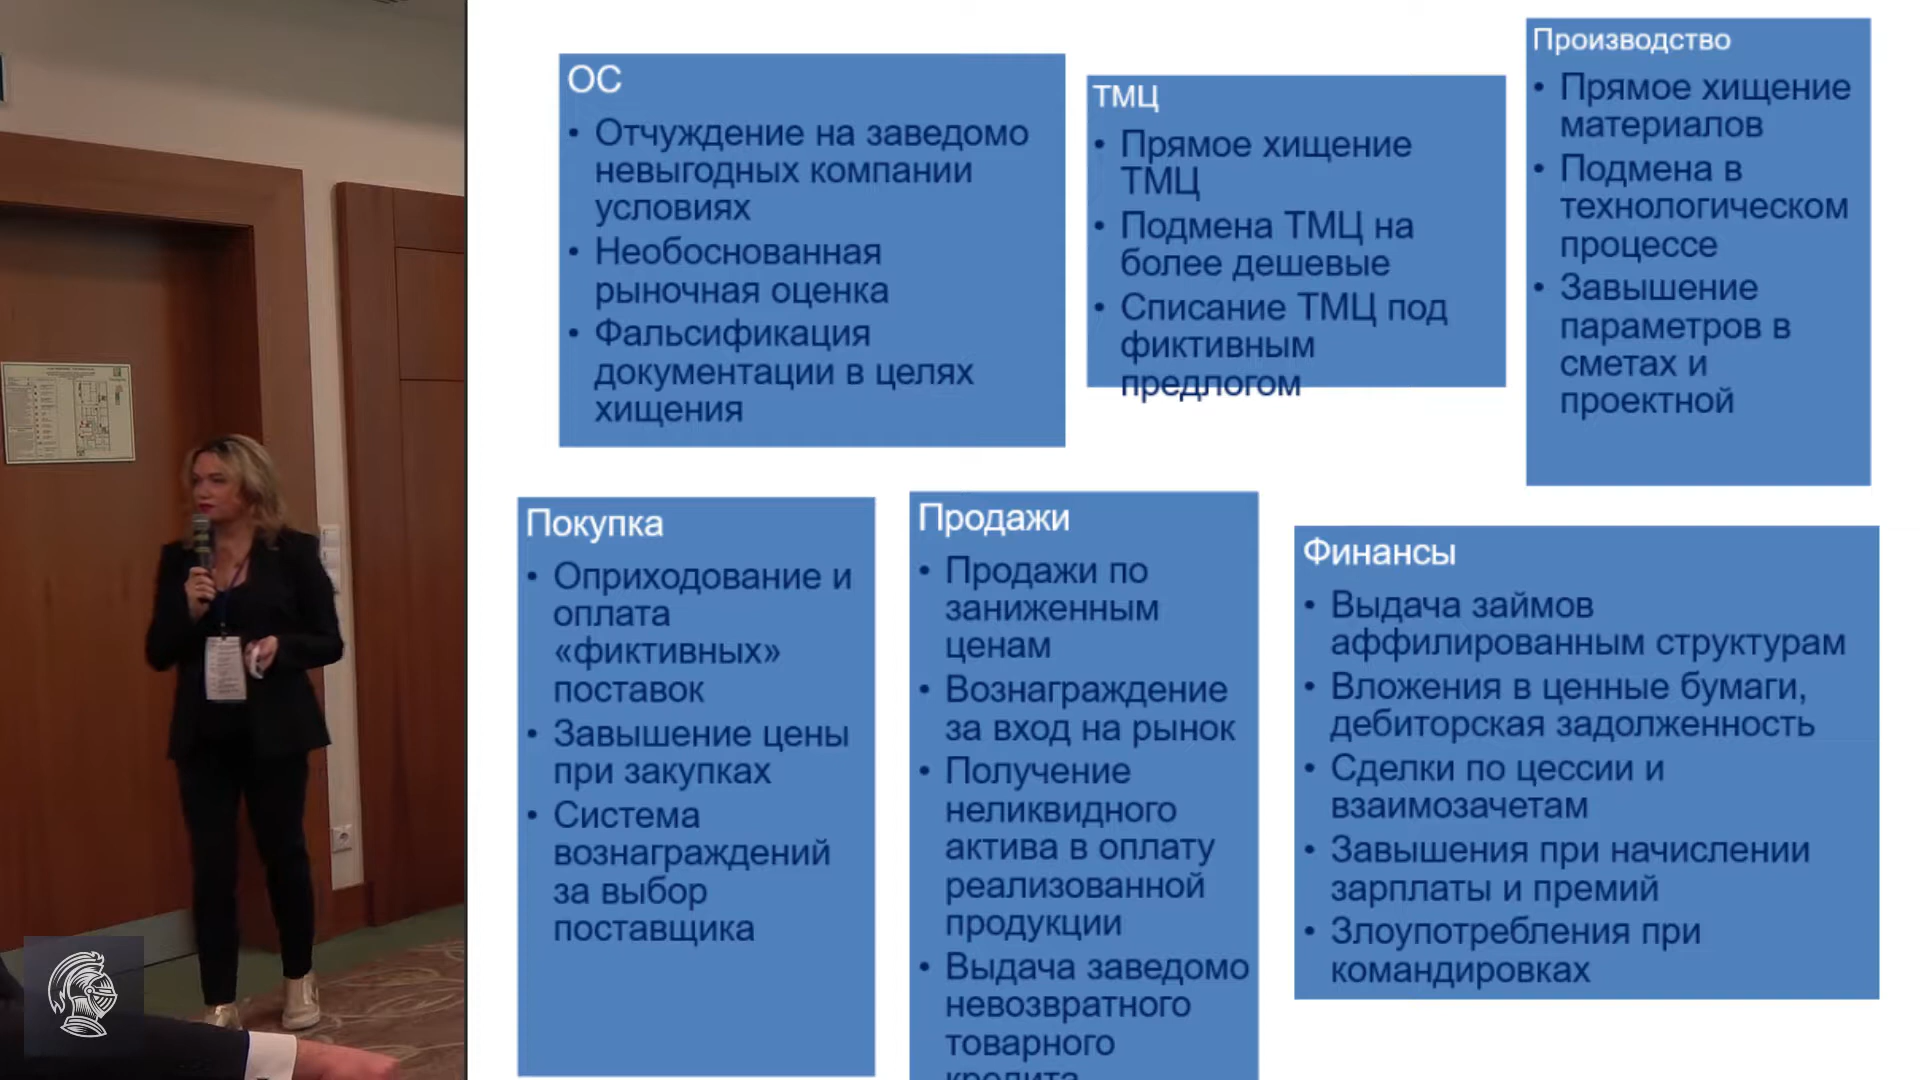 ОС
• Отчуждение на заведомо
невыгодных компании
условиях
• Необоснованная
рыночная оценка
• Фальсификация
документации в целях
хищения
ТМЦ
• Прямое хищение
ТМЦ
• Подмена ТМЦ на
более дешевые
• Списание ТМЦ под
фиктивным
предлогом
Производство
• Прямое хищение
материалов
• Подмена в
технологическом
процессе
• Завышение
параметров в
сметах и
проектной
Покупка
• Оприходование и
оплата
«фиктивных»
поставок
• Завышение цены
при закупках
• Система
вознаграждений
за выбор
поставщика
Продажи
• Продажи по
заниженным
ценам
• Вознаграждение
за вход на рынок
• Получение
неликвидного
актива в оплату
реализованной
продукции
• Выдача заведомо
невозвратного
товарного
кредита
Финансы
• Выдача займов
аффилированным структурам
• Вложения в ценные бумаги,
дебиторская задолженность
• Сделки по цессии и
взаимозачетам
• Завышения при начислении
зарплаты и премий
• Злоупотребления при
командировках